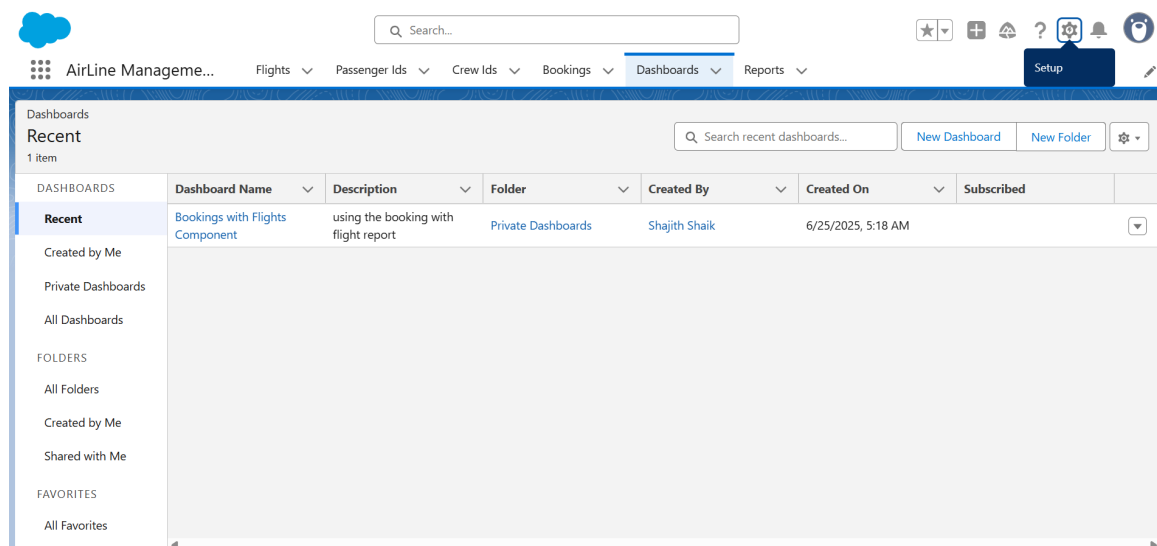 Search...
AirLine Manageme...
Flights
Passenger Ids
Crew Ids
Bookings
Dashboards
Reports
Setup
Dashboards
Recent
1 item
Search recent dashboards...
New Dashboard
New Folder
DASHBOARDS
Recent
Created by Me
Private Dashboards
All Dashboards
FOLDERS
All Folders
Created by Me
Shared with Me
FAVORITES
All Favorites
Dashboard Name
Description
Folder
Created By
Created On
Subscribed
Bookings with Flights
Component
using the booking with
flight report
Private Dashboards
Shajith Shaik
6/25/2025, 5:18 AM